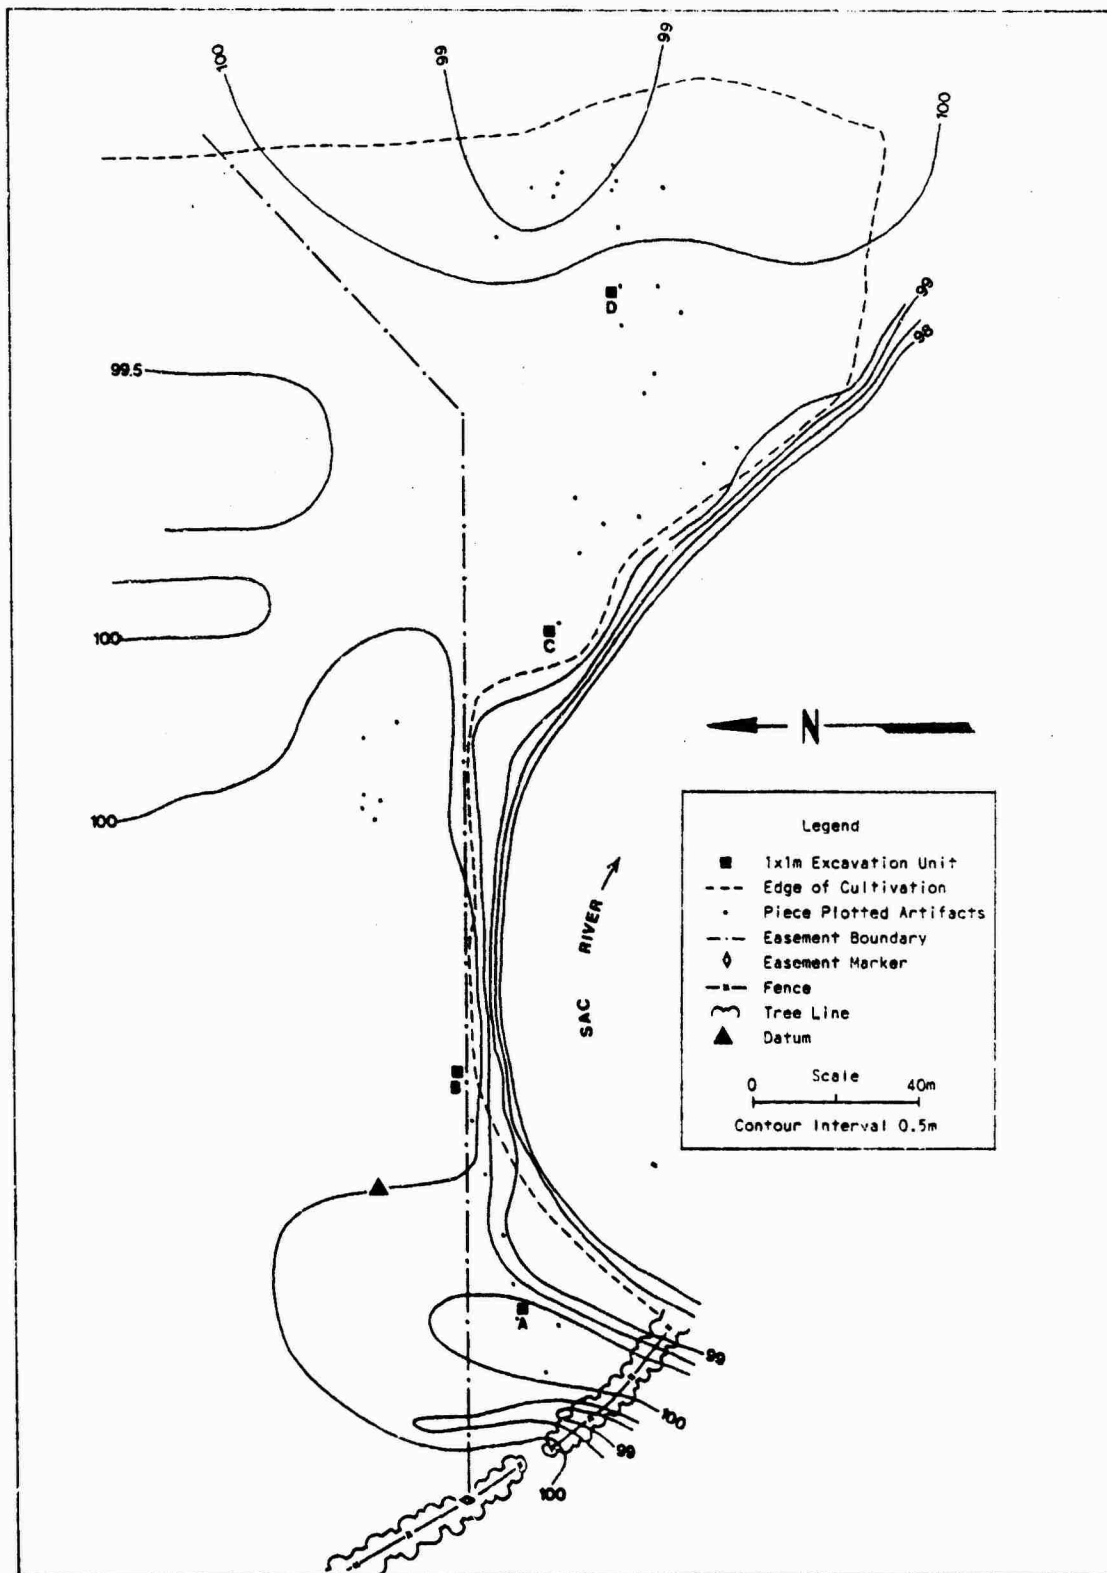 100
99
99
100
99
98
99.5
D
100
C
100
N
SAC RIVER
B
A
99
100
99
100
Legend
1x1m Excavation Unit
Edge of Cultivation
Piece Plotted Artifacts
Easement Boundary
Easement Marker
Fence
Tree Line
Datum
Scale
0 40m
Contour Interval 0.5m